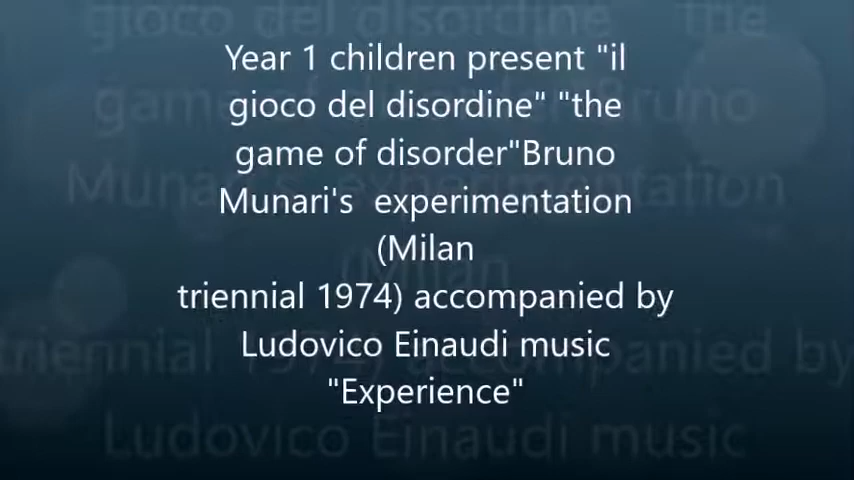 Year 1 children present "il
gioco del disordine" "the
game of disorder"Bruno
Munari's  experimentation
(Milan
triennial 1974) accompanied by
Ludovico Einaudi music
"Experience"